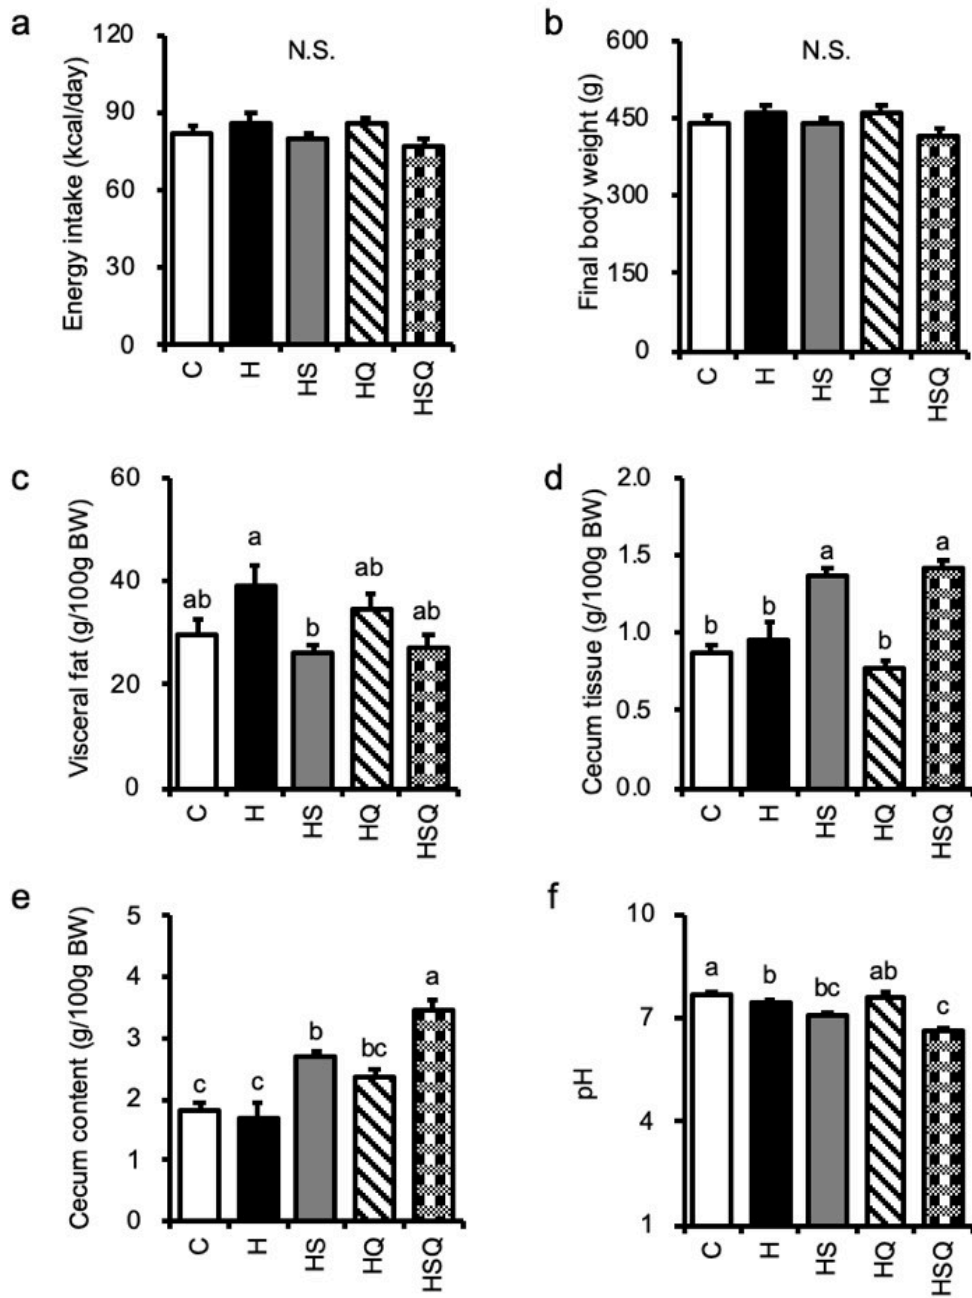 a
Energy intake (kcal/day)
120
90
60
30
0
N.S.
C
H
HS
HQ
HSQ
b
Final body weight (g)
600
450
300
150
0
N.S.
C
H
HS
HQ
HSQ
c
Visceral fat (g/100g BW)
60
40
20
0
ab
a
b
ab
ab
C
H
HS
HQ
HSQ
d
Cecum tissue (g/100g BW)
2.0
1.5
1.0
0.5
0.0
b
b
a
b
a
C
H
HS
HQ
HSQ
e
Cecum content (g/100g BW)
5
4
3
2
1
0
c
c
b
bc
a
C
H
HS
HQ
HSQ
f
pH
10
7
4
1
a
b
bc
ab
c
C
H
HS
HQ
HSQ